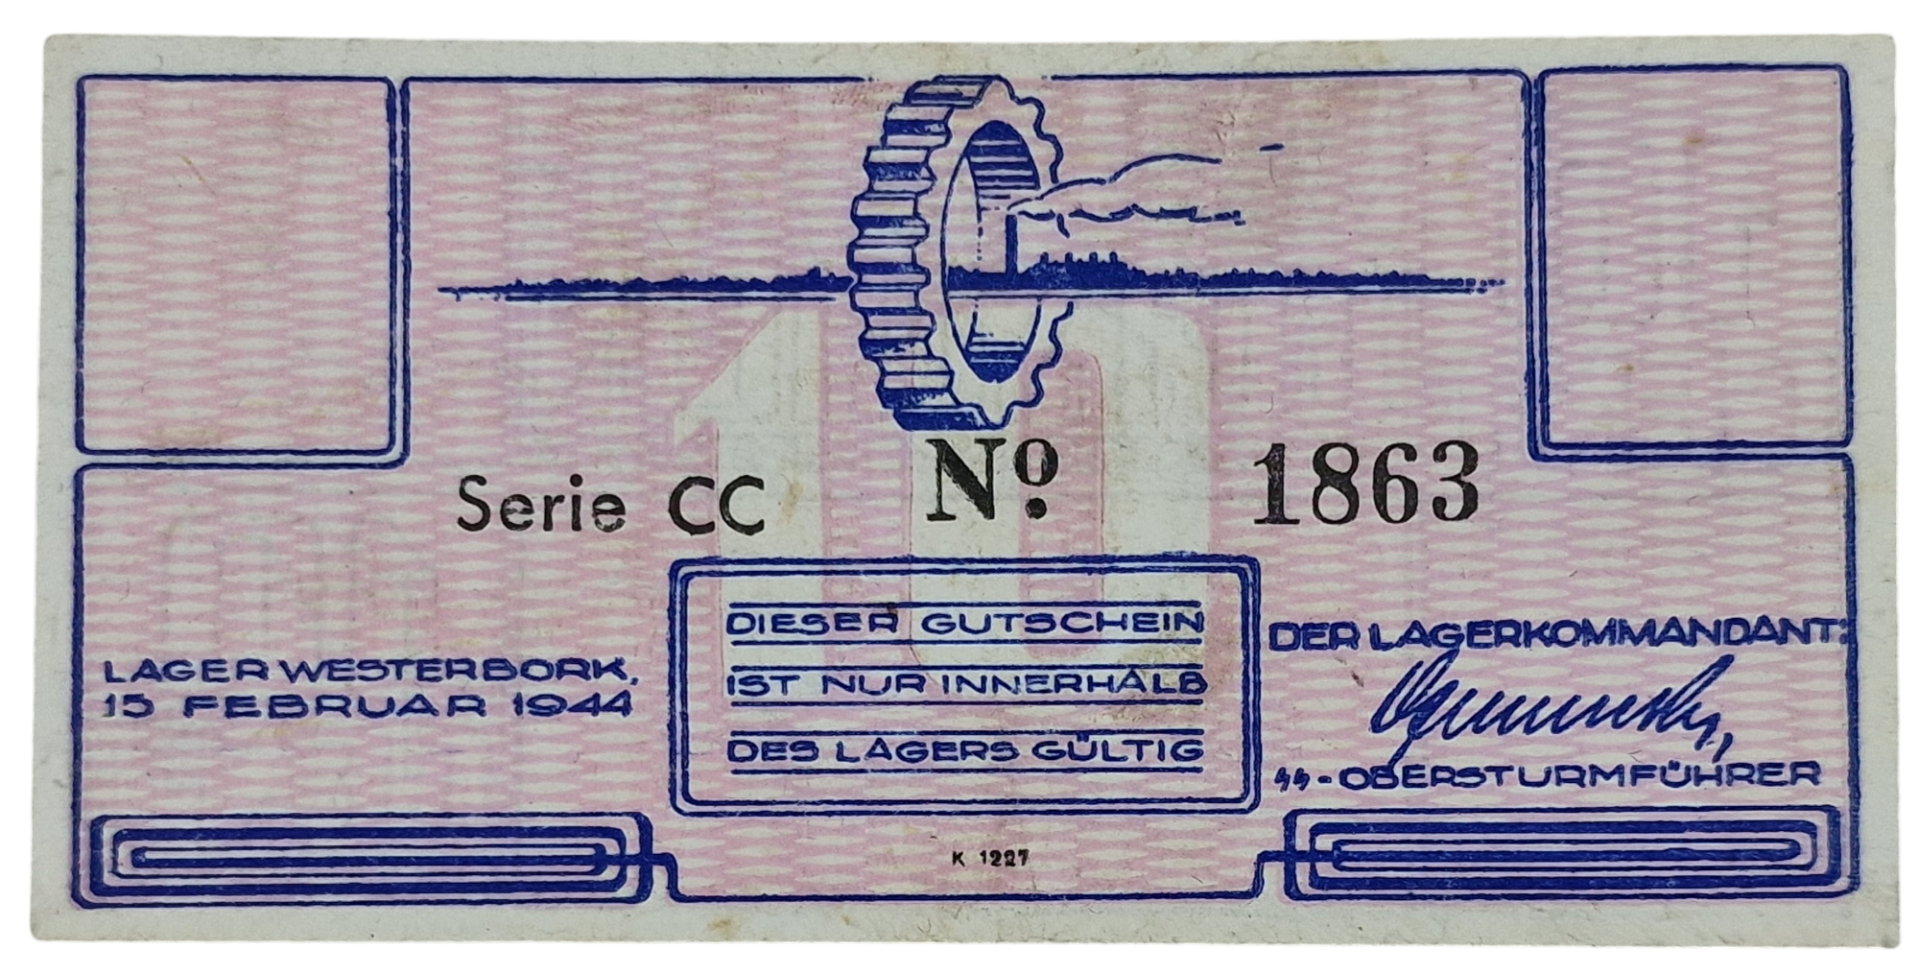 Serie CC Nº 1863
DIESER GUTSCHEIN
IST NUR INNERHALB
DES LAGERS GÜLTIG
LAGER WESTERBORK,
15 FEBRUAR 1944
DER LAGERKOMMANDANT:
SS-OBERSTURMFÜHRER
10
K 1227